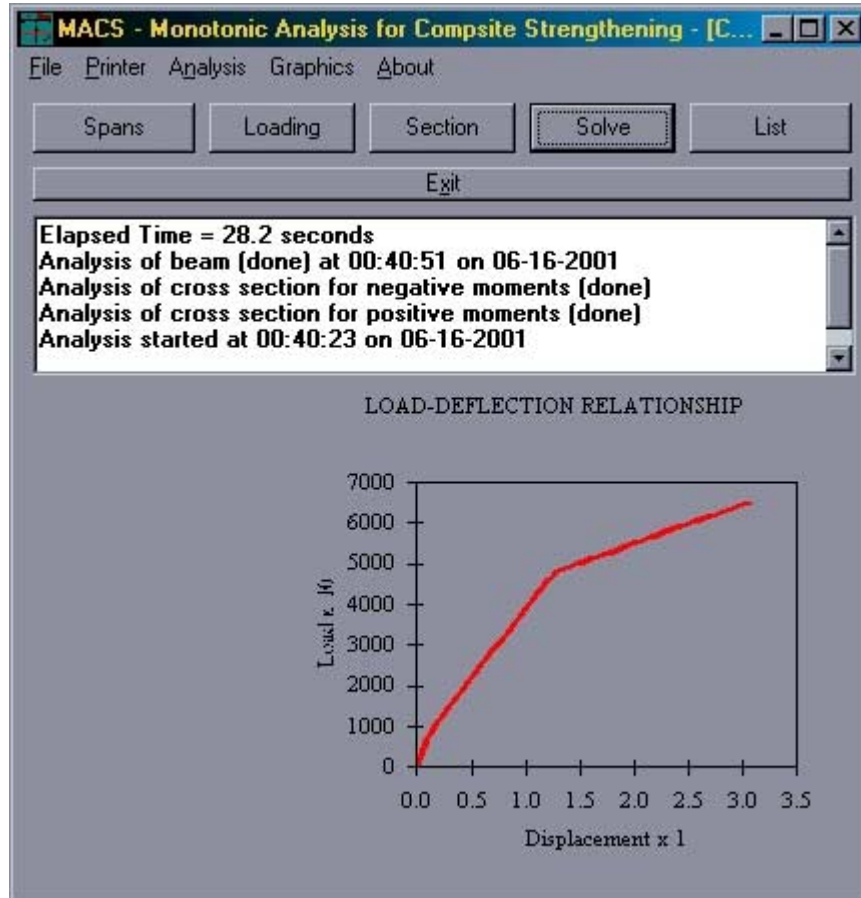 MACS - Monotonic Analysis for Compsite Strengthening - [C...
File Printer Analysis Graphics About
Spans Loading Section Solve List
Exit
Elapsed Time = 28.2 seconds
Analysis of beam (done) at 00:40:51 on 06-16-2001
Analysis of cross section for negative moments (done)
Analysis of cross section for positive moments (done)
Analysis started at 00:40:23 on 06-16-2001
LOAD-DEFLECTION RELATIONSHIP
7000
6000
5000
4000
3000
2000
1000
0
Load x
0.0 0.5 1.0 1.5 2.0 2.5 3.0 3.5
Displacement x 1